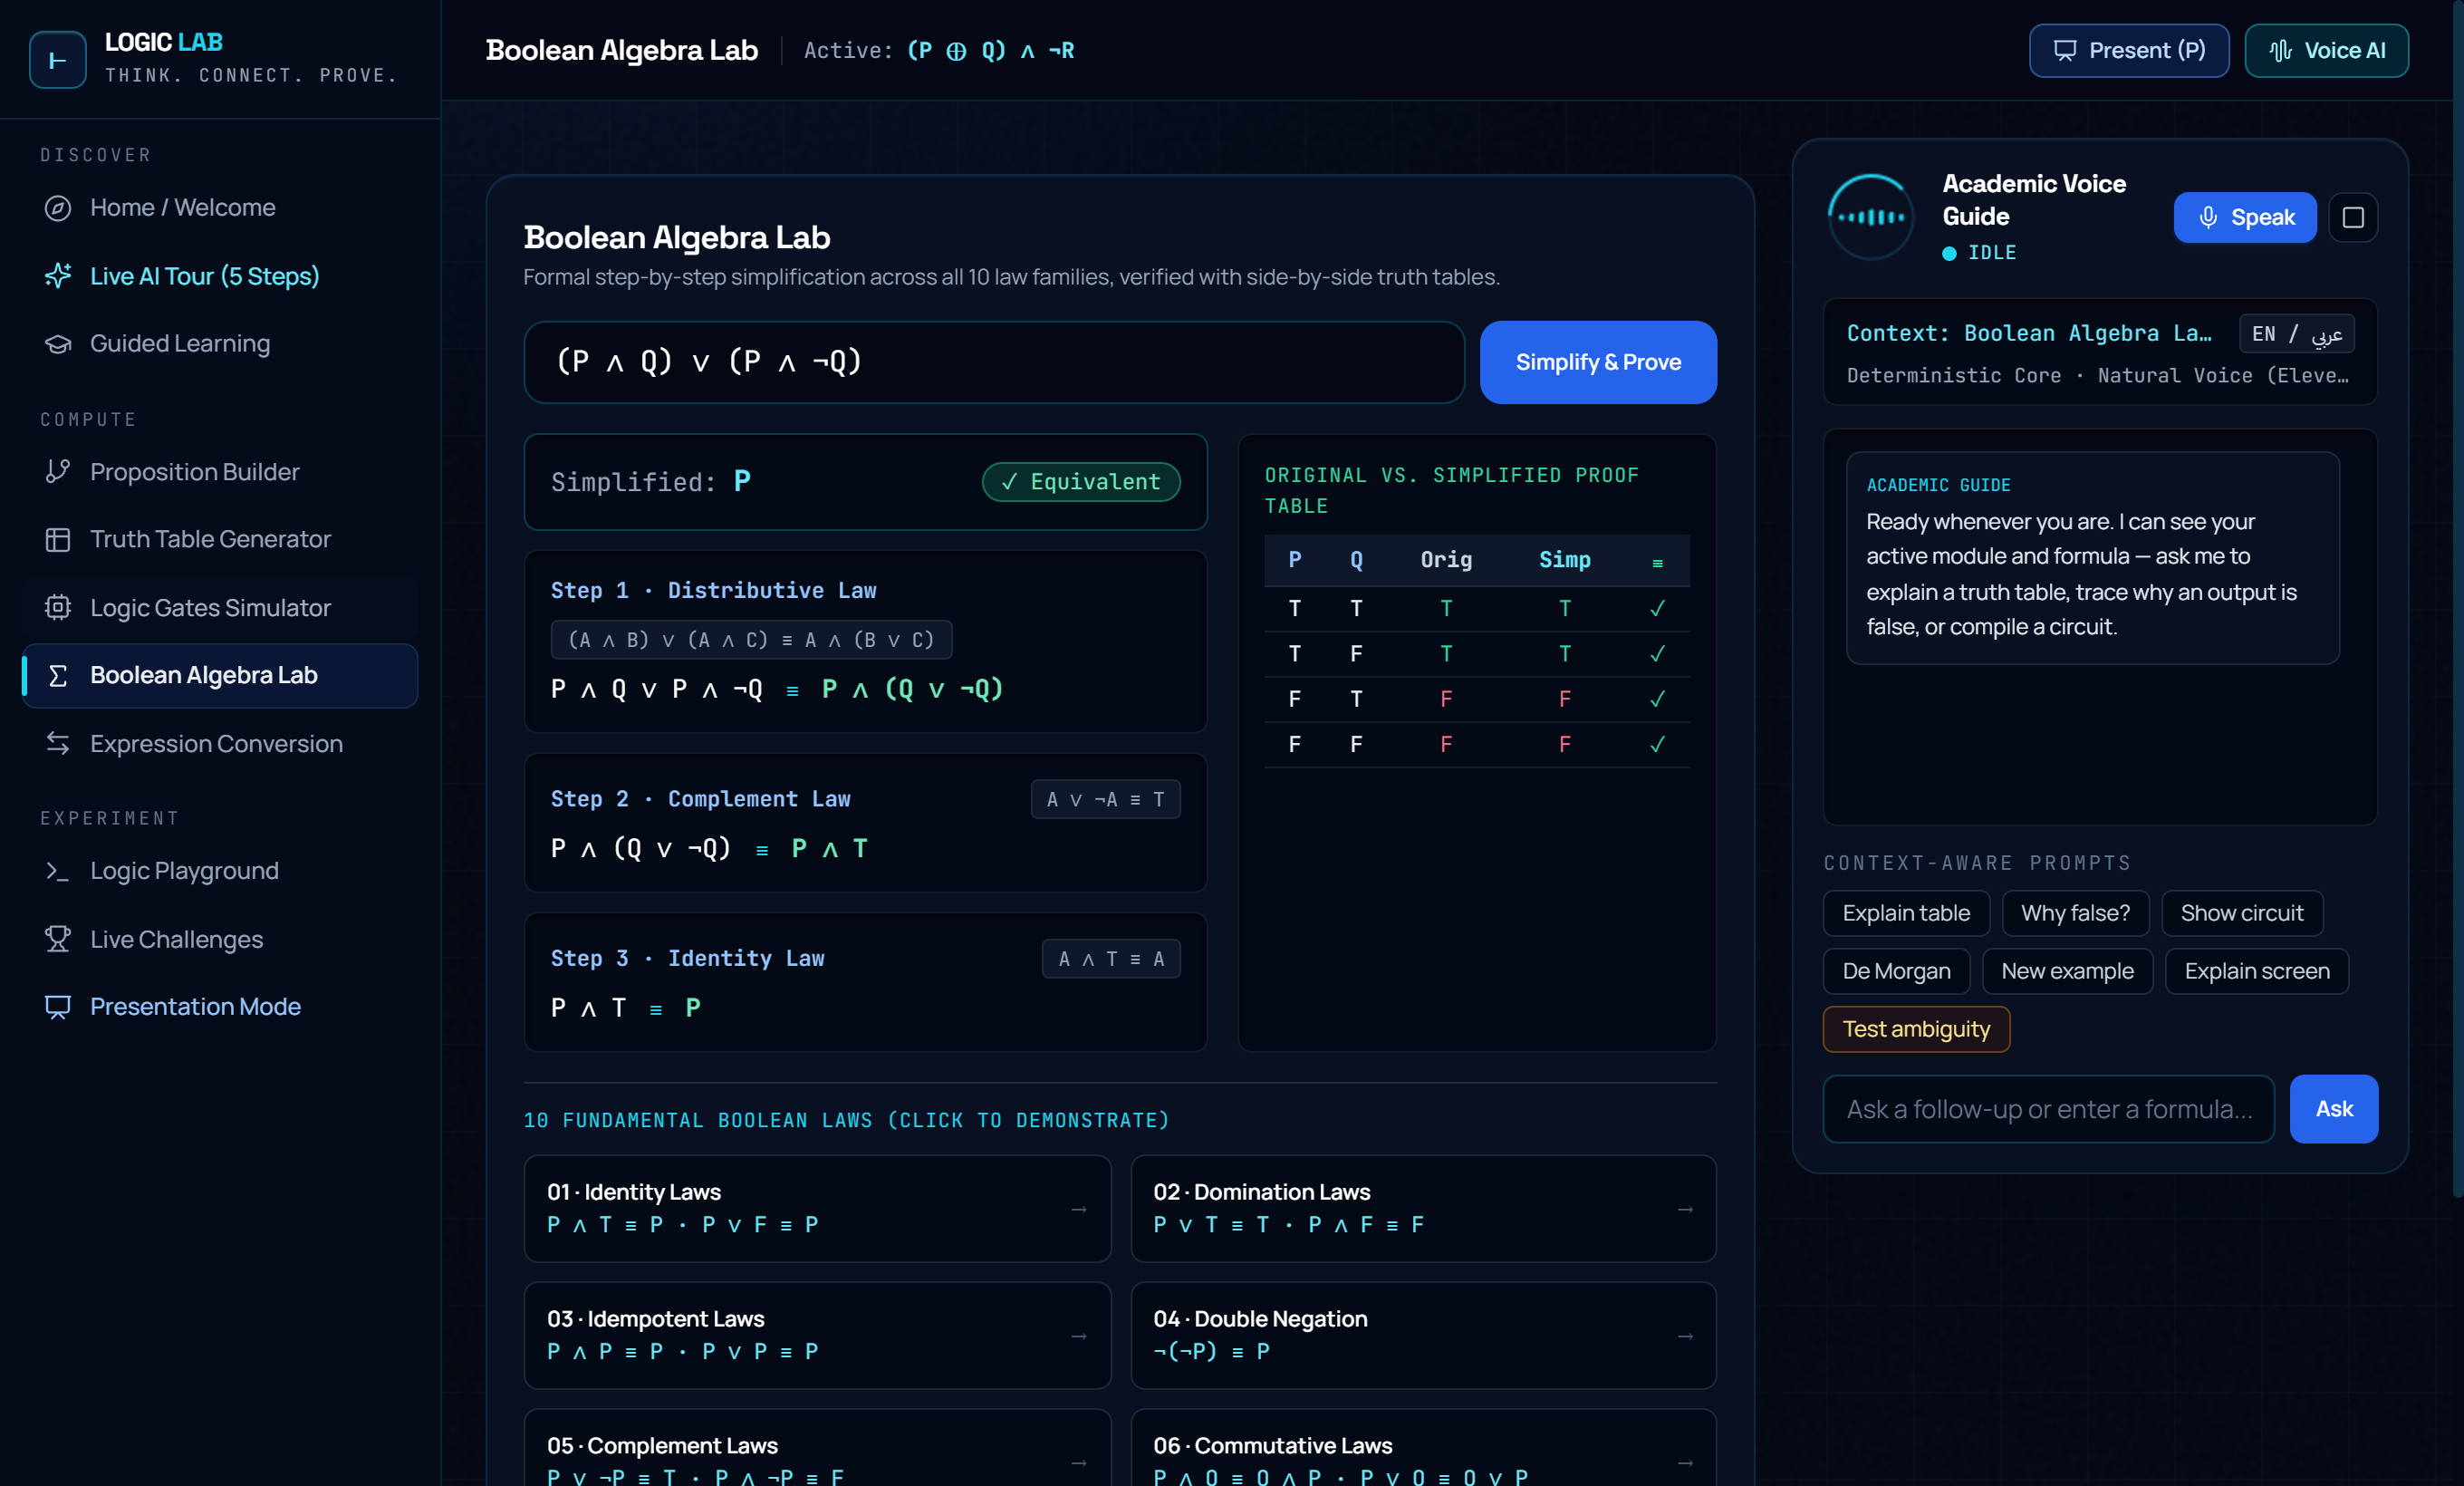 LOGIC LAB
THINK. CONNECT. PROVE.
DISCOVER
Home / Welcome
Live AI Tour (5 Steps)
Guided Learning
COMPUTE
Proposition Builder
Truth Table Generator
Logic Gates Simulator
Boolean Algebra Lab
Expression Conversion
EXPERIMENT
Logic Playground
Live Challenges
Presentation Mode
Boolean Algebra Lab
Active: (P ⊕ Q) ∧ ¬R
Present (P)
Voice AI
Boolean Algebra Lab
Formal step-by-step simplification across all 10 law families, verified with side-by-side truth tables.
(P ∧ Q) ∨ (P ∧ ¬Q)
Simplify & Prove
Simplified: P
✓ Equivalent
Step 1 · Distributive Law
(A ∧ B) ∨ (A ∧ C) ≡ A ∧ (B ∨ C)
P ∧ Q ∨ P ∧ ¬Q ≡ P ∧ (Q ∨ ¬Q)
Step 2 · Complement Law
A ∨ ¬A ≡ T
P ∧ (Q ∨ ¬Q) ≡ P ∧ T
Step 3 · Identity Law
A ∧ T ≡ A
P ∧ T ≡ P
ORIGINAL VS. SIMPLIFIED PROOF
TABLE
P Q Orig Simp ≡
T T T T ✓
T F T T ✓
F T F F ✓
F F F F ✓
10 FUNDAMENTAL BOOLEAN LAWS (CLICK TO DEMONSTRATE)
01 · Identity Laws
P ∧ T ≡ P · P ∨ F ≡ P
→
02 · Domination Laws
P ∨ T ≡ T · P ∧ F ≡ F
→
03 · Idempotent Laws
P ∧ P ≡ P · P ∨ P ≡ P
→
04 · Double Negation
¬(¬P) ≡ P
→
05 · Complement Laws
P ∨ ¬P ≡ T · P ∧ ¬P ≡ F
→
06 · Commutative Laws
P ∧ Q ≡ Q ∧ P · P ∨ Q ≡ Q ∨ P
→
Academic Voice
Guide
IDLE
Speak
Context: Boolean Algebra La…
EN / عربي
Deterministic Core · Natural Voice (Eleve…
ACADEMIC GUIDE
Ready whenever you are. I can see your
active module and formula — ask me to
explain a truth table, trace why an output is
false, or compile a circuit.
CONTEXT-AWARE PROMPTS
Explain table
Why false?
Show circuit
De Morgan
New example
Explain screen
Test ambiguity
Ask a follow-up or enter a formula...
Ask